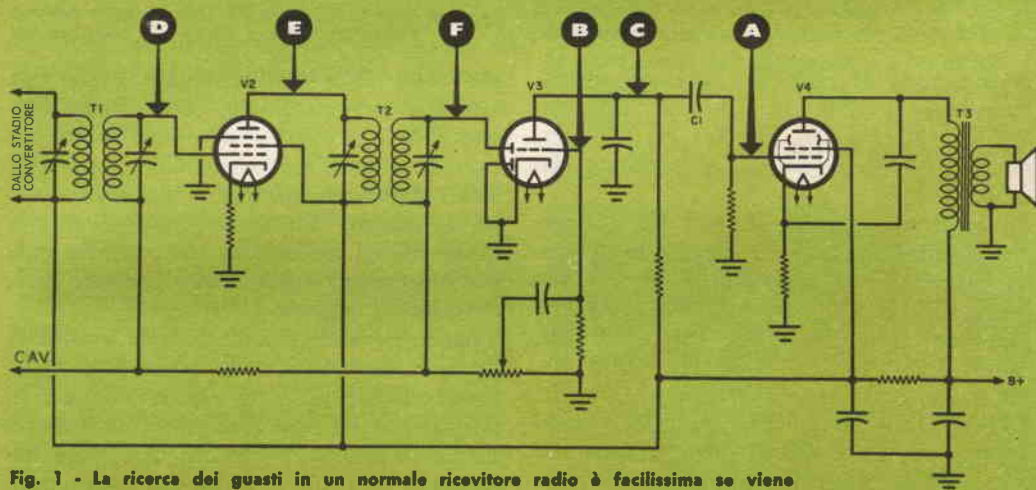 D E F B C A
V2 V3 V4
T1 T2 C1 T3
DALLO STADIO
CONVERTITORE
CAV
B+
Fig. 1 - La ricerca dei guasti in un normale ricevitore radio è facilissima se viene